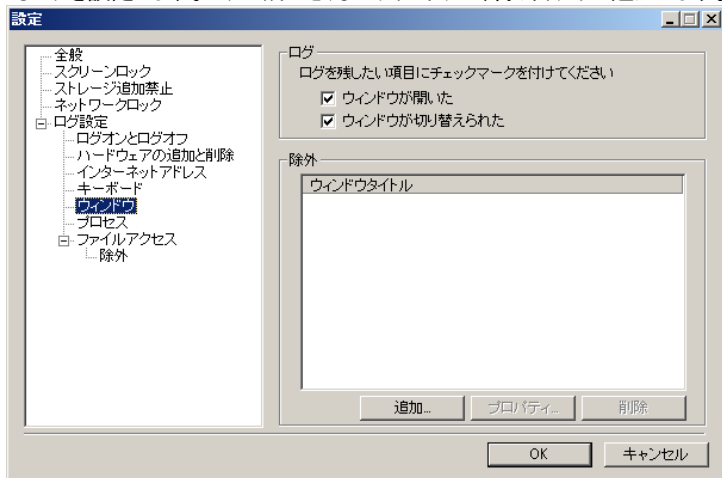 設定
全般
スクリーンロック
ストレージ追加禁止
ネットワークロック
ログ設定
ログオンとログオフ
ハードウェアの追加と削除
インターネットアドレス
キーボード
ウィンドウ
プロセス
ファイルアクセス
除外
ログ
ログを残したい項目にチェックマークを付けてください
ウィンドウが開いた
ウィンドウが切り替えられた
除外
ウィンドウタイトル
追加...
プロパティ...
削除
OK
キャンセル